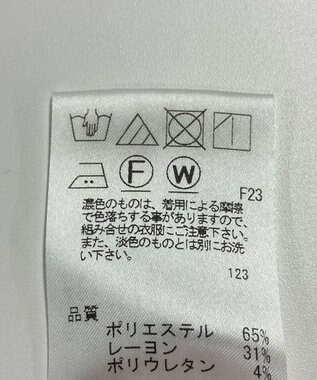 F W
F23
濃色のものは、着用による摩擦
で色落ちする事がありますので、
組み合せの衣服にご注意下さい。
また、淡色のものとは別にお洗
い下さい。
123
品質
ポリエステル 65%
レーヨン 31%
ポリウレタン 4%